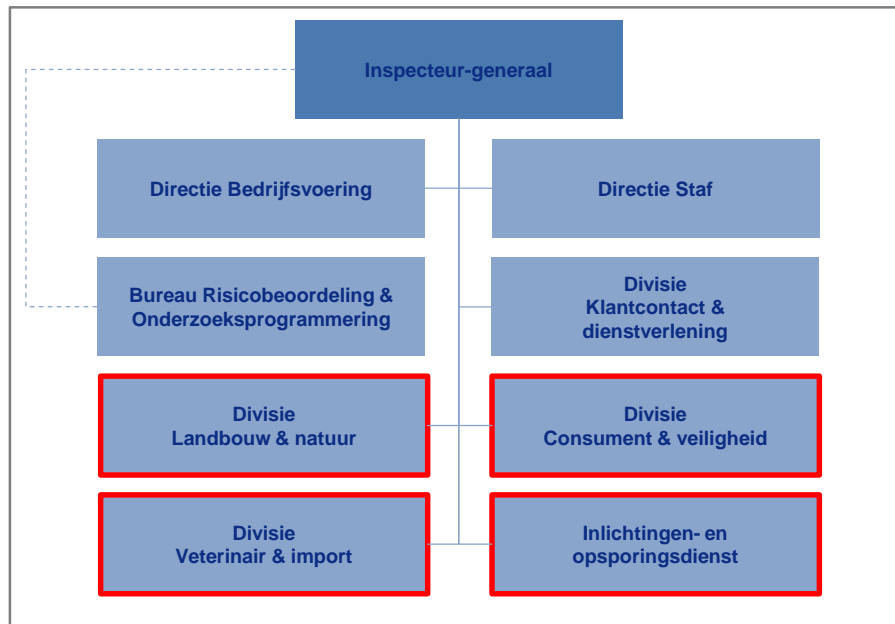 Inspecteur-generaal
Directie Bedrijfsvoering
Directie Staf
Bureau Risicobeoordeling &
Onderzoeksprogrammering
Divisie
Klantcontact &
dienstverlening
Divisie
Landbouw & natuur
Divisie
Consument & veiligheid
Divisie
Veterinair & import
Inlichtingen- en
opsporingsdienst